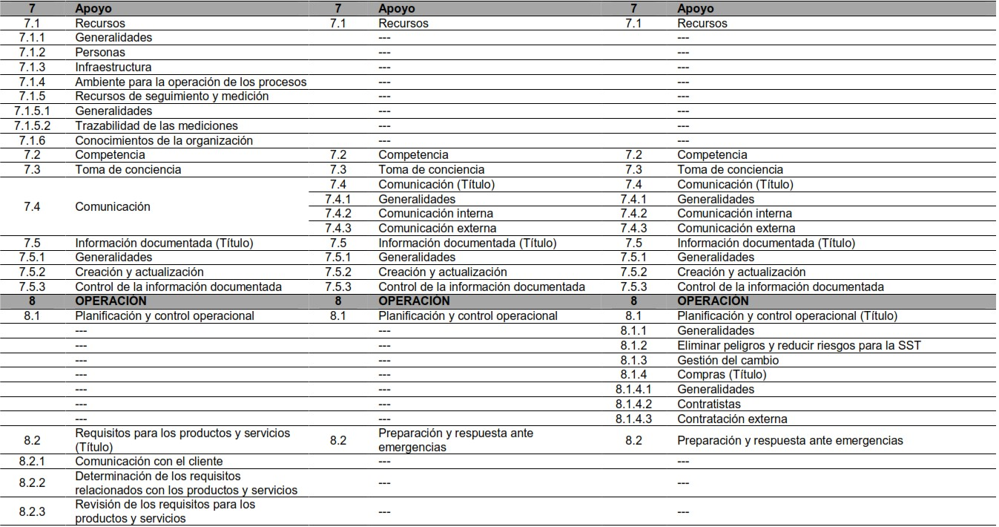 7 Apoyo 7 Apoyo 7 Apoyo
7.1 Recursos 7.1 Recursos 7.1 Recursos
7.1.1 Generalidades --- ---
7.1.2 Personas --- ---
7.1.3 Infraestructura --- ---
7.1.4 Ambiente para la operación de los procesos --- ---
7.1.5 Recursos de seguimiento y medición --- ---
7.1.5.1 Generalidades --- ---
7.1.5.2 Trazabilidad de las mediciones --- ---
7.1.6 Conocimientos de la organización --- ---
7.2 Competencia 7.2 Competencia 7.2 Competencia
7.3 Toma de conciencia 7.3 Toma de conciencia 7.3 Toma de conciencia
7.4 Comunicación (Título) 7.4 Comunicación (Título)
7.4.1 Generalidades 7.4.1 Generalidades
7.4 Comunicación
7.4.2 Comunicación interna 7.4.2 Comunicación interna
7.4.3 Comunicación externa 7.4.3 Comunicación externa
7.5 Información documentada (Título) 7.5 Información documentada (Título) 7.5 Información documentada (Título)
7.5.1 Generalidades 7.5.1 Generalidades 7.5.1 Generalidades
7.5.2 Creación y actualización 7.5.2 Creación y actualización 7.5.2 Creación y actualización
7.5.3 Control de la información documentada 7.5.3 Control de la información documentada 7.5.3 Control de la información documentada
8 OPERACIÓN 8 OPERACIÓN 8 OPERACIÓN
8.1 Planificación y control operacional 8.1 Planificación y control operacional 8.1 Planificación y control operacional (Título)
--- --- 8.1.1 Generalidades
--- --- 8.1.2 Eliminar peligros y reducir riesgos para la SST
--- --- 8.1.3 Gestión del cambio
--- --- 8.1.4 Compras (Título)
--- --- 8.1.4.1 Generalidades
--- --- 8.1.4.2 Contratistas
--- --- 8.1.4.3 Contratación externa
8.2 Requisitos para los productos y servicios
(Título)
8.2 Preparación y respuesta ante
emergencias
8.2 Preparación y respuesta ante emergencias
8.2.1 Comunicación con el cliente --- ---
8.2.2 Determinación de los requisitos
relacionados con los productos y servicios
--- ---
8.2.3 Revisión de los requisitos para los
productos y servicios
--- ---